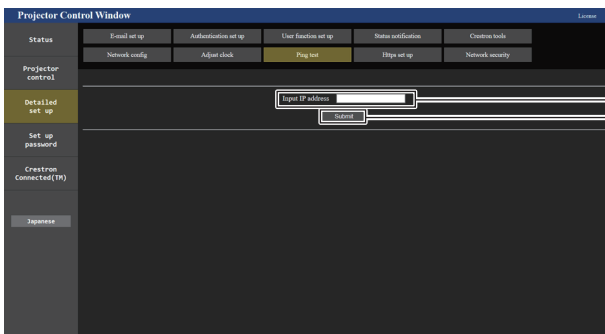 Projector Control Window
License
Status
Projector
control
Detailed
set up
Set up
password
Crestron
Connected(TM)
Japanese
E-mail set up
Authentication set up
User function set up
Status notification
Crestron tools
Network config
Adjust clock
Ping test
Https set up
Network security
Input IP address
Submit